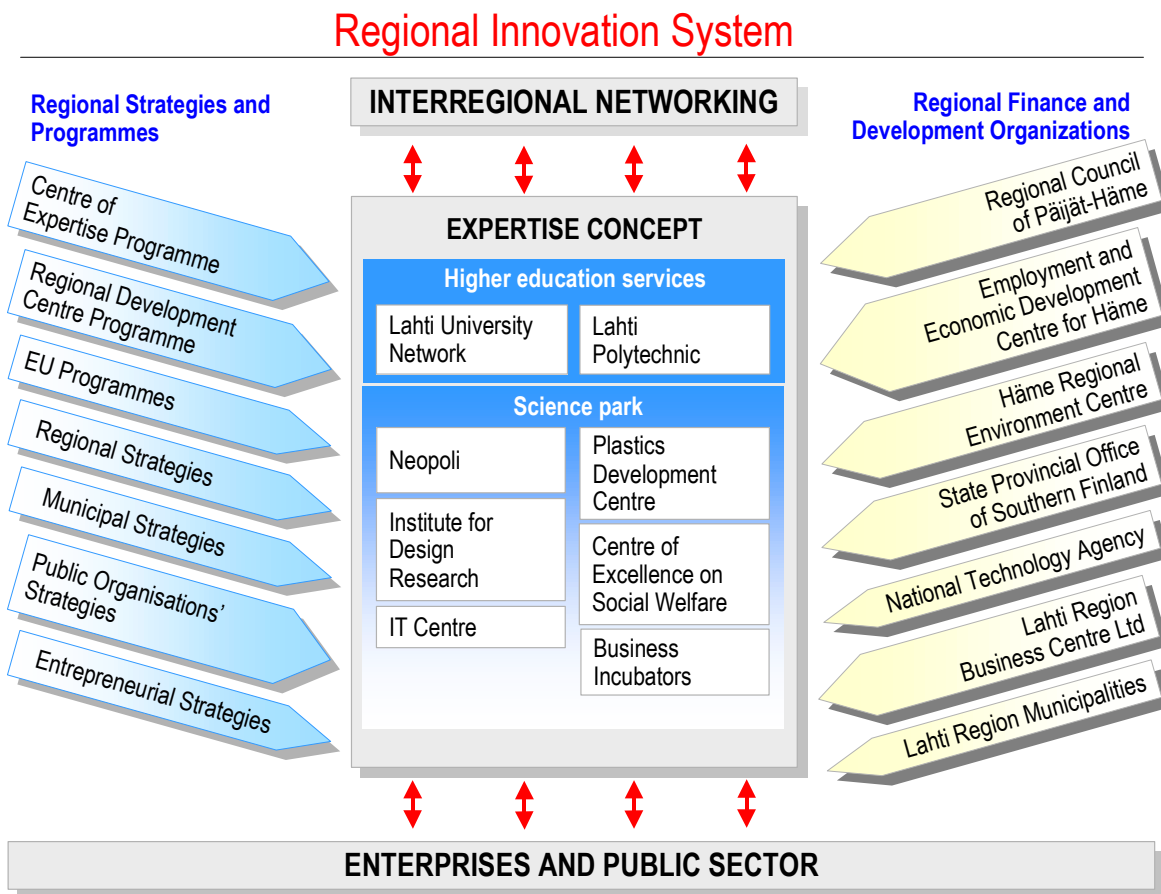 Regional Innovation System
Regional Strategies and
Programmes
Centre of
Expertise Programme
Regional Development
Centre Programme
EU Programmes
Regional Strategies
Municipal Strategies
Public Organisations’
Strategies
Entrepreneurial Strategies
INTERREGIONAL NETWORKING
EXPERTISE CONCEPT
Higher education services
Lahti University
Network
Lahti
Polytechnic
Science park
Neopoli
Institute for
Design
Research
IT Centre
Plastics
Development
Centre
Centre of
Excellence on
Social Welfare
Business
Incubators
Regional Finance and
Development Organizations
Regional Council
of Päijät-Häme
Employment and
Economic Development
Centre for Häme
Häme Regional
Environment Centre
State Provincial Office
of Southern Finland
National Technology Agency
Lahti Region
Business Centre Ltd
Lahti Region Municipalities
ENTERPRISES AND PUBLIC SECTOR